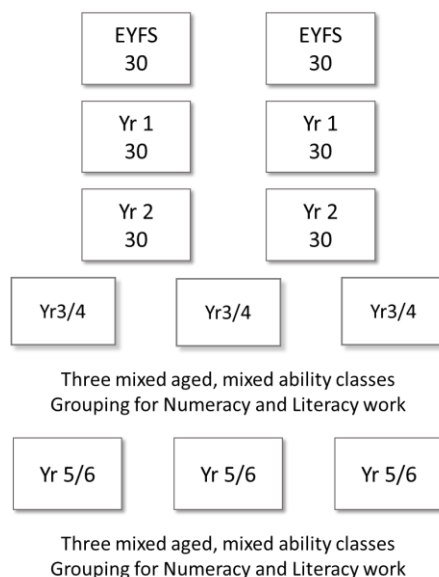 EYFS
30
EYFS
30
Yr 1
30
Yr 1
30
Yr 2
30
Yr 2
30
Yr3/4
Yr3/4
Yr3/4
Three mixed aged, mixed ability classes
Grouping for Numeracy and Literacy work
Yr 5/6
Yr 5/6
Yr 5/6
Three mixed aged, mixed ability classes
Grouping for Numeracy and Literacy work